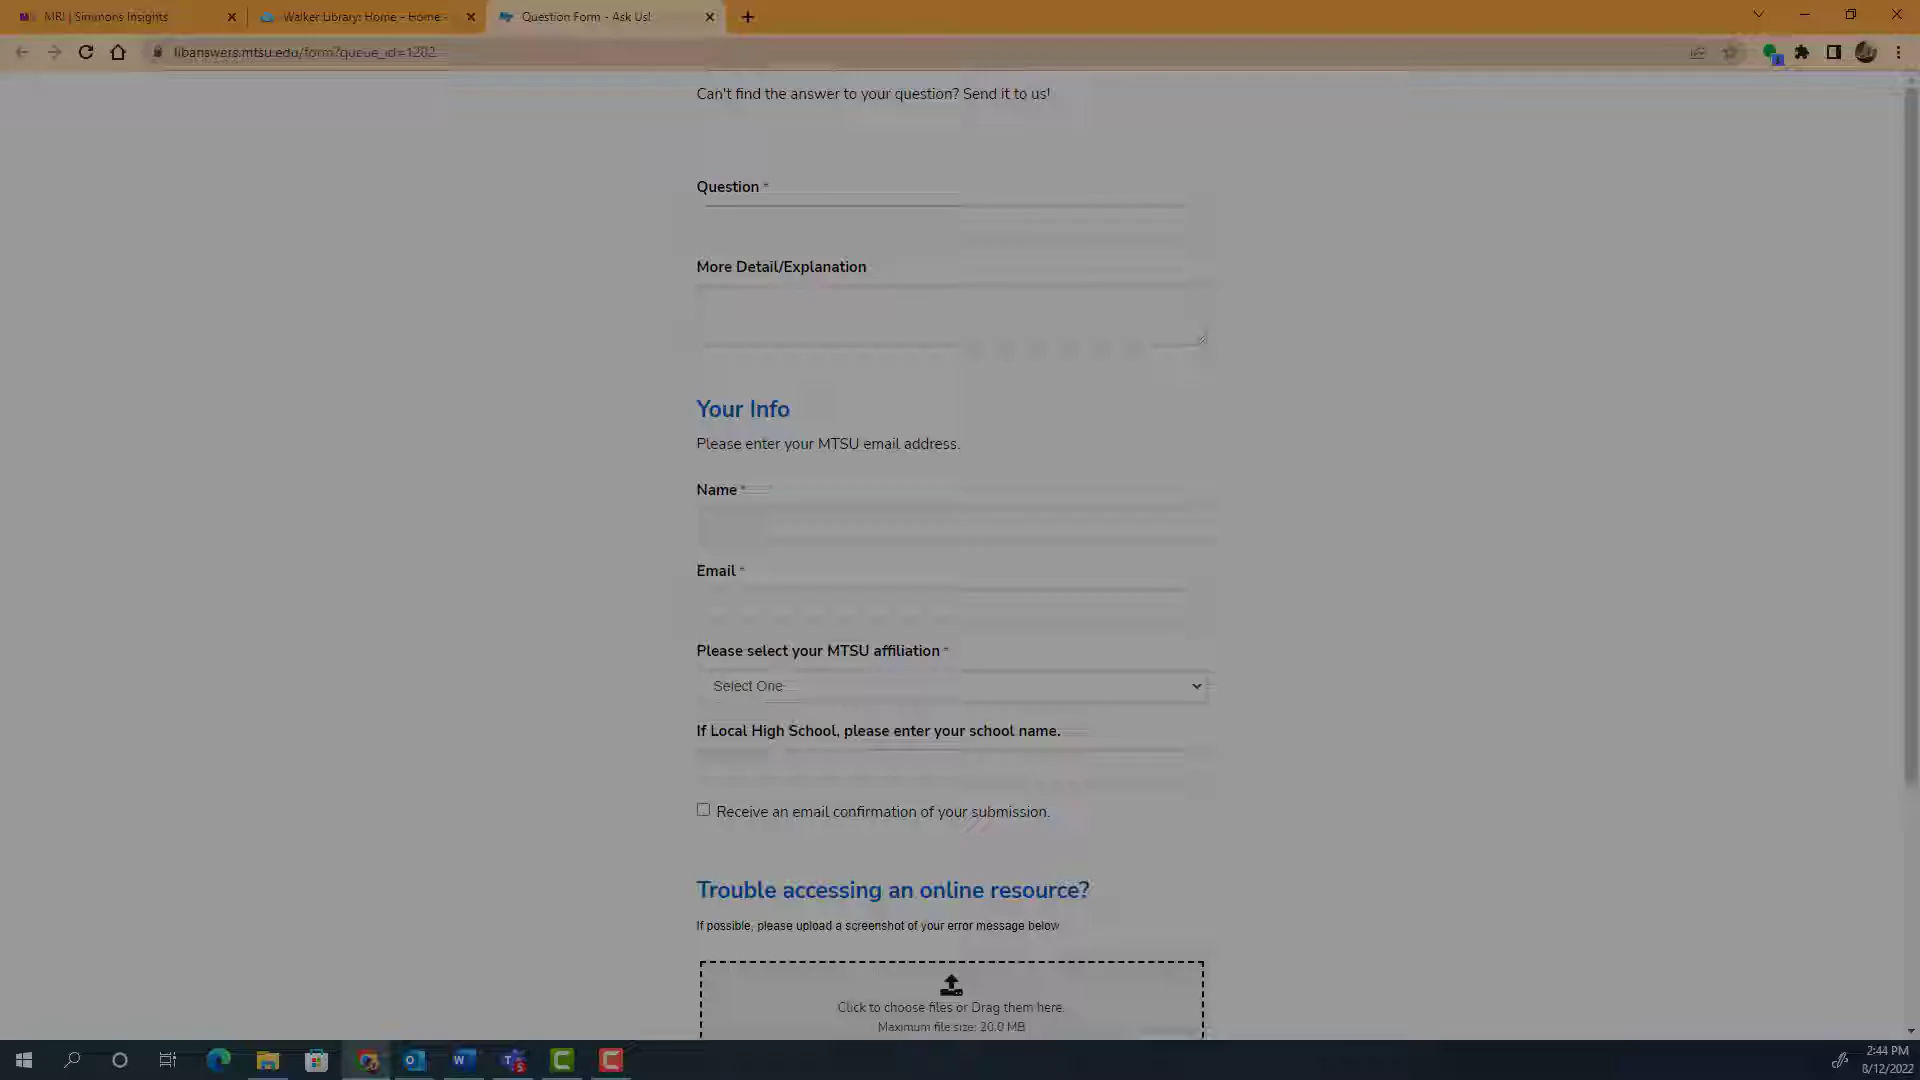 MRI | Simmons Insights
Walker Library: Home - Home -
Question Form - Ask Us!
libanswers.mtsu.edu/form?queue_id=1202
Can't find the answer to your question? Send it to us!
Question *
More Detail/Explanation
Your Info
Please enter your MTSU email address.
Name *
Email *
Please select your MTSU affiliation *
Select One
If Local High School, please enter your school name.
Receive an email confirmation of your submission.
Trouble accessing an online resource?
If possible, please upload a screenshot of your error message below
Click to choose files or Drag them here.
Maximum file size: 20.0 MB
2:44 PM
8/12/2022